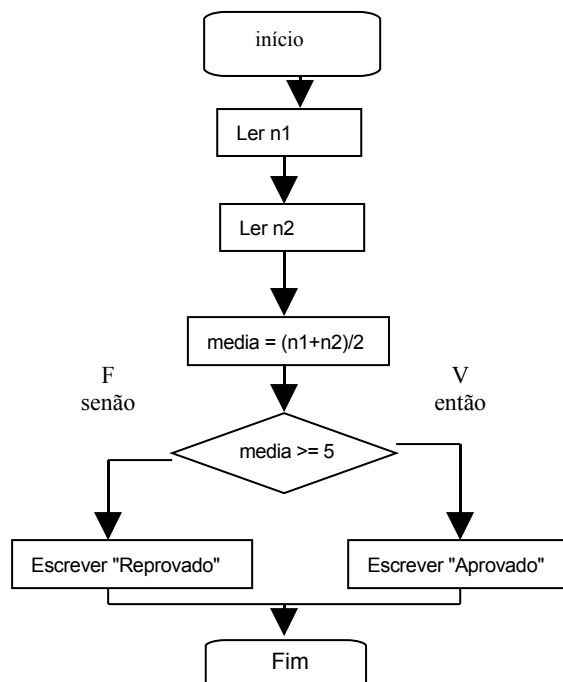 início
Ler n1
Ler n2
media = (n1+n2)/2
F
senão
V
então
media >= 5
Escrever "Reprovado"
Escrever "Aprovado"
Fim